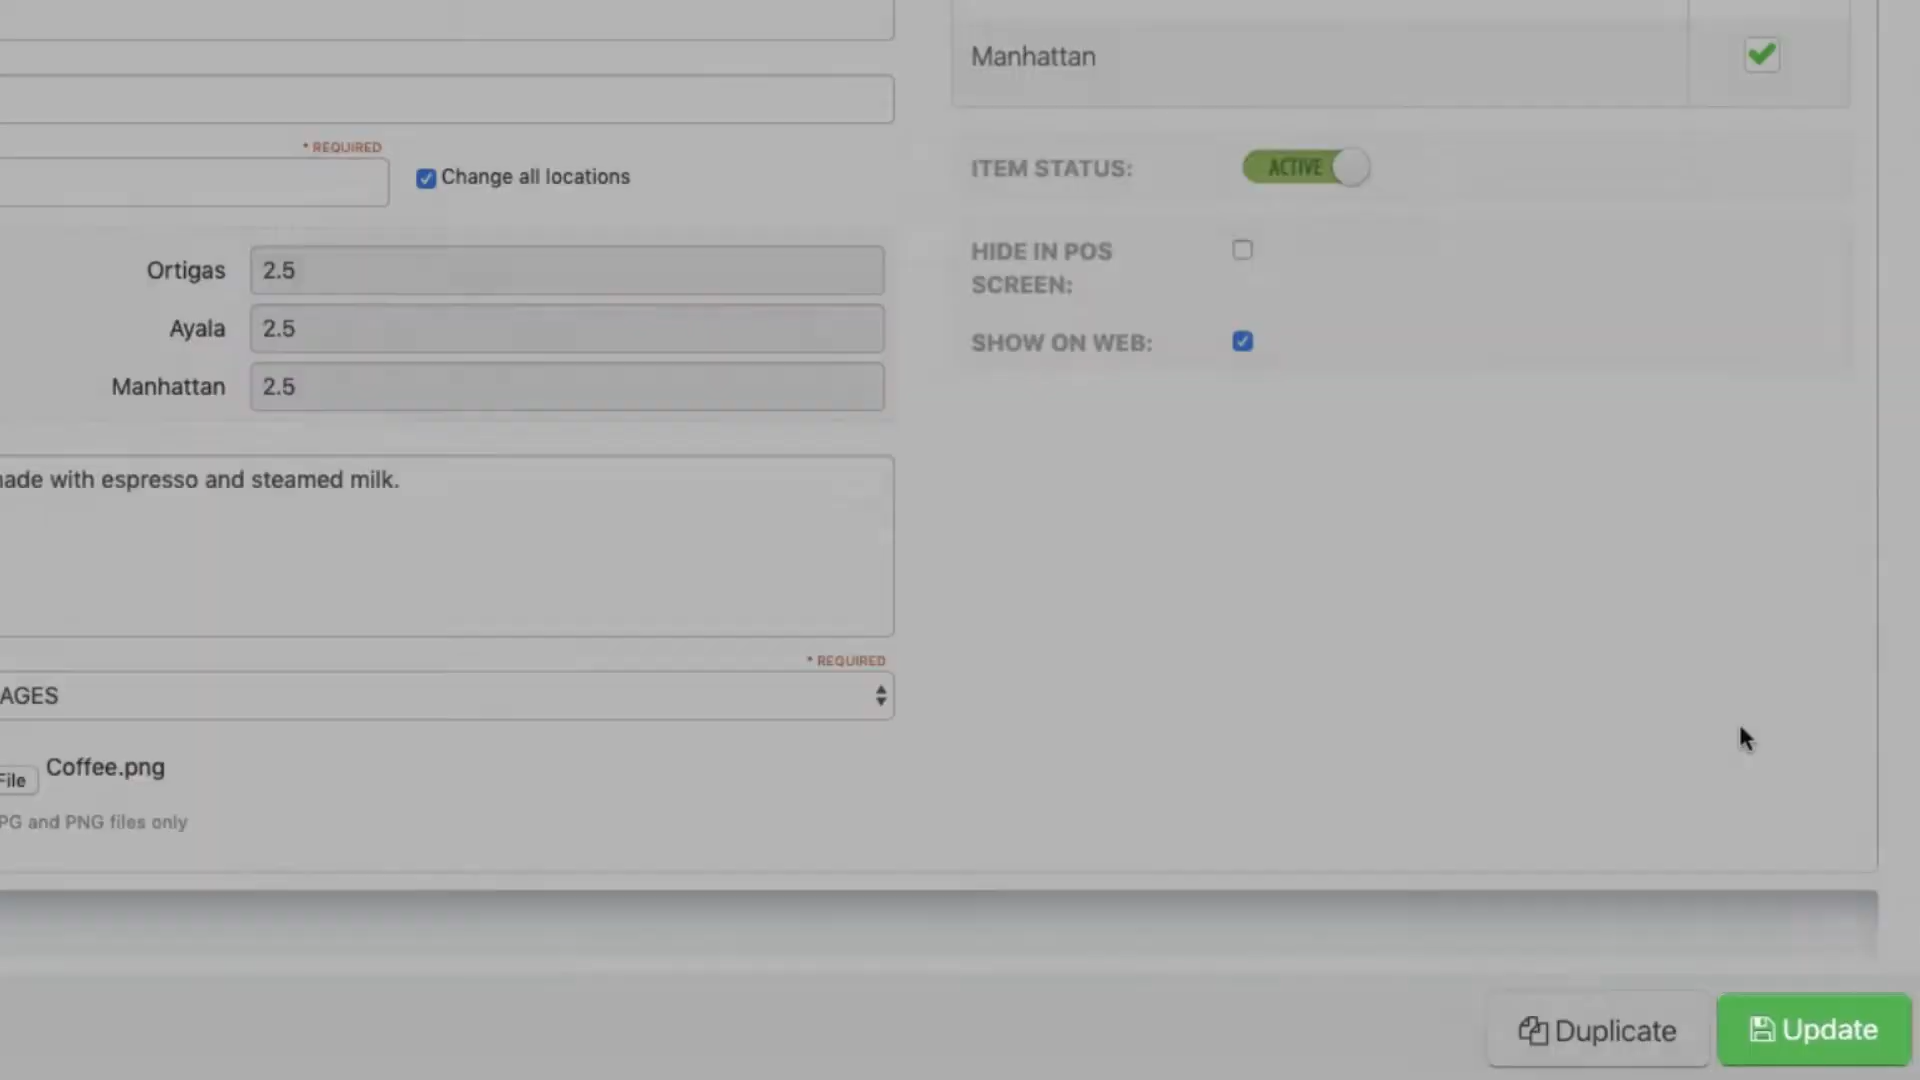 Manhattan
* REQUIRED
Change all locations
ITEM STATUS:
ACTIVE
Ortigas
2.5
Ayala
2.5
Manhattan
2.5
HIDE IN POS
SCREEN:
SHOW ON WEB:
made with espresso and steamed milk.
* REQUIRED
AGES
File
Coffee.png
PG and PNG files only
Duplicate
Update